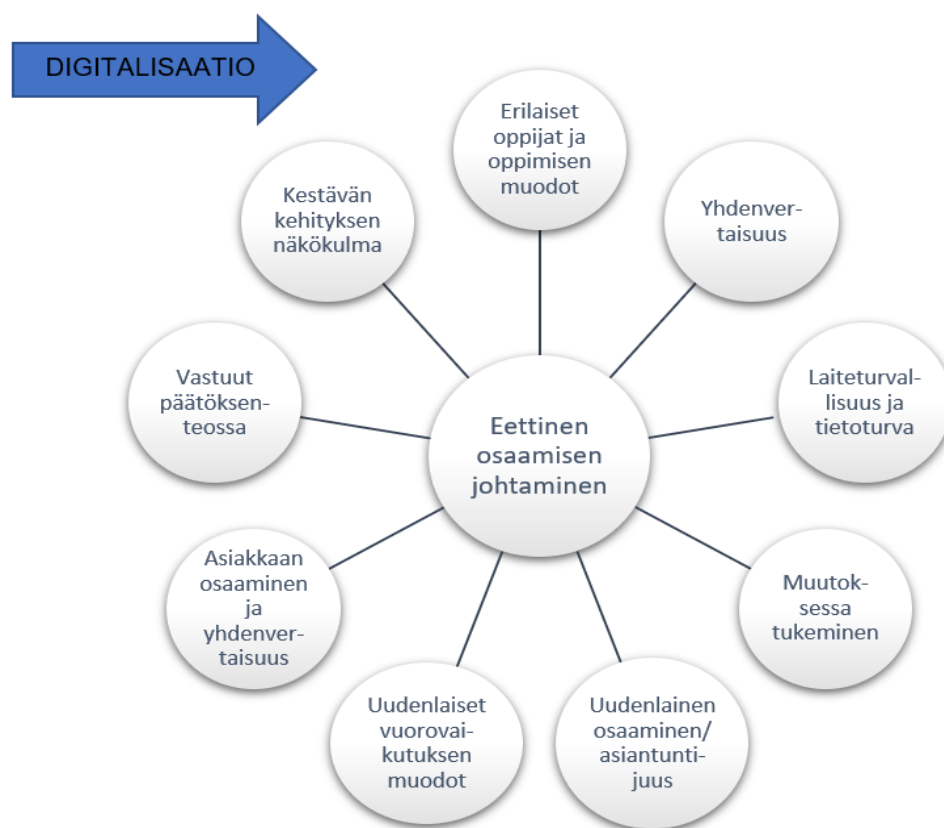 DIGITALISAATIO
Erilaiset
oppijat ja
oppimisen
muodot
Yhdenver-
taisuus
Laiteturval-
lisuus ja
tietoturva
Muutok-
sessa
tukeminen
Uudenlainen
osaaminen/
asiantunti-
juus
Uudenlaiset
vuorovai-
kutuksen
muodot
Asiakkaan
osaaminen
ja
yhdenver-
taisuus
Vastuut
päätöksen-
teossa
Kestävän
kehityksen
näkökulma
Eettinen
osaamisen
johtaminen